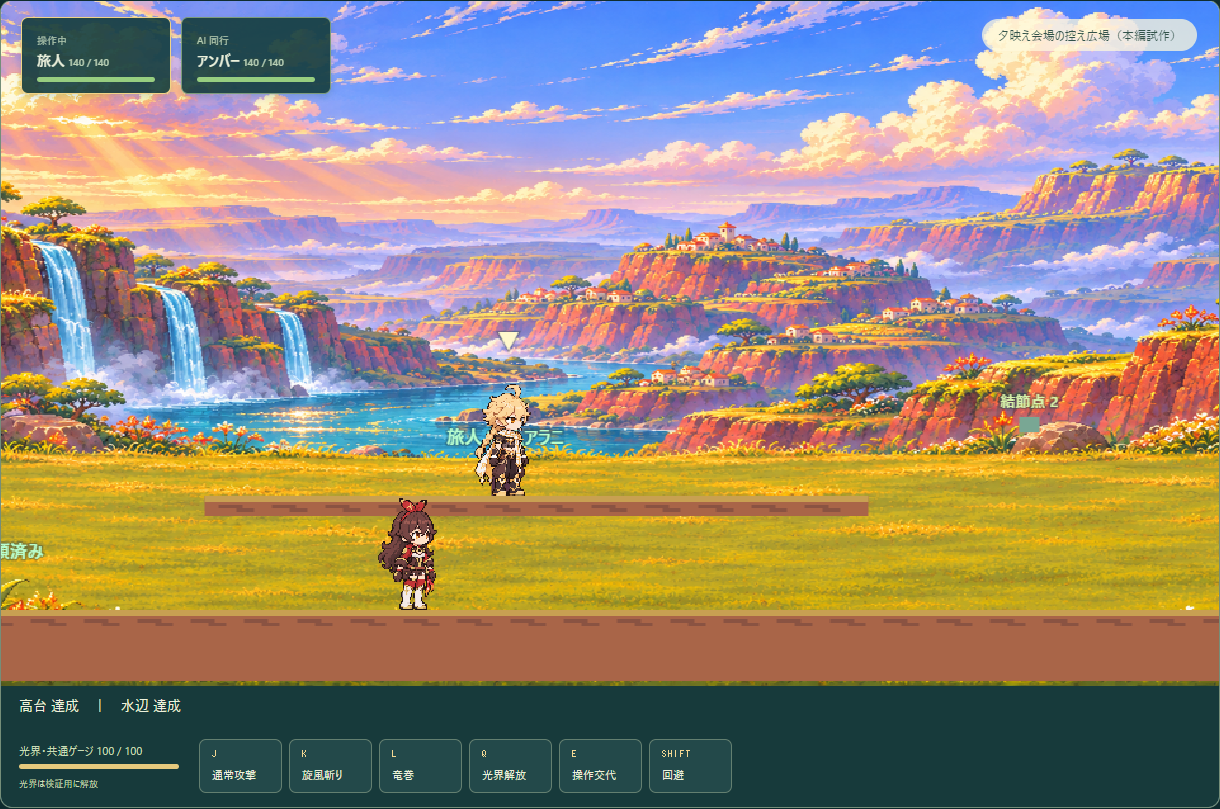 操作中
旅人 140 / 140
AI 同行
アンバー 140 / 140
夕映え会場の控え広場（本編試作）
結節点 2
旅人
アラニ
済み
高台 達成 | 水辺 達成
光界・共通ゲージ 100 / 100
光界は検証用に解放
J
通常攻撃
K
旋風斬り
L
竜巻
Q
光界解放
E
操作交代
SHIFT
回避